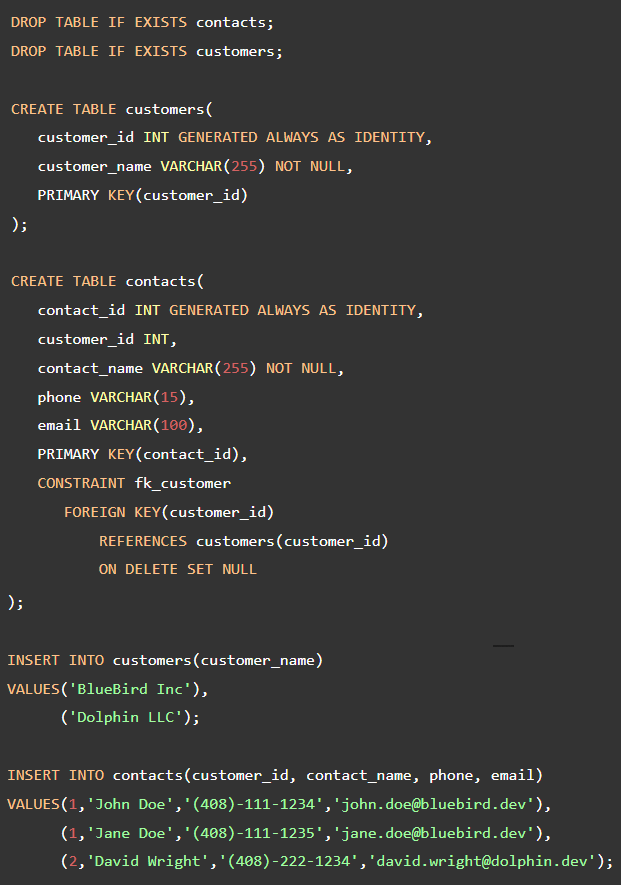 DROP TABLE IF EXISTS contacts;
DROP TABLE IF EXISTS customers;
CREATE TABLE customers(
customer_id INT GENERATED ALWAYS AS IDENTITY,
customer_name VARCHAR(255) NOT NULL,
PRIMARY KEY(customer_id)
);
CREATE TABLE contacts(
contact_id INT GENERATED ALWAYS AS IDENTITY,
customer_id INT,
contact_name VARCHAR(255) NOT NULL,
phone VARCHAR(15),
email VARCHAR(100),
PRIMARY KEY(contact_id),
CONSTRAINT fk_customer
FOREIGN KEY(customer_id)
REFERENCES customers(customer_id)
ON DELETE SET NULL
);
INSERT INTO customers(customer_name)
VALUES('BlueBird Inc'),
('Dolphin LLC');
INSERT INTO contacts(customer_id, contact_name, phone, email)
VALUES(1,'John Doe','(408)-111-1234','john.doe@bluebird.dev'),
(1,'Jane Doe','(408)-111-1235','jane.doe@bluebird.dev'),
(2,'David Wright','(408)-222-1234','david.wright@dolphin.dev');